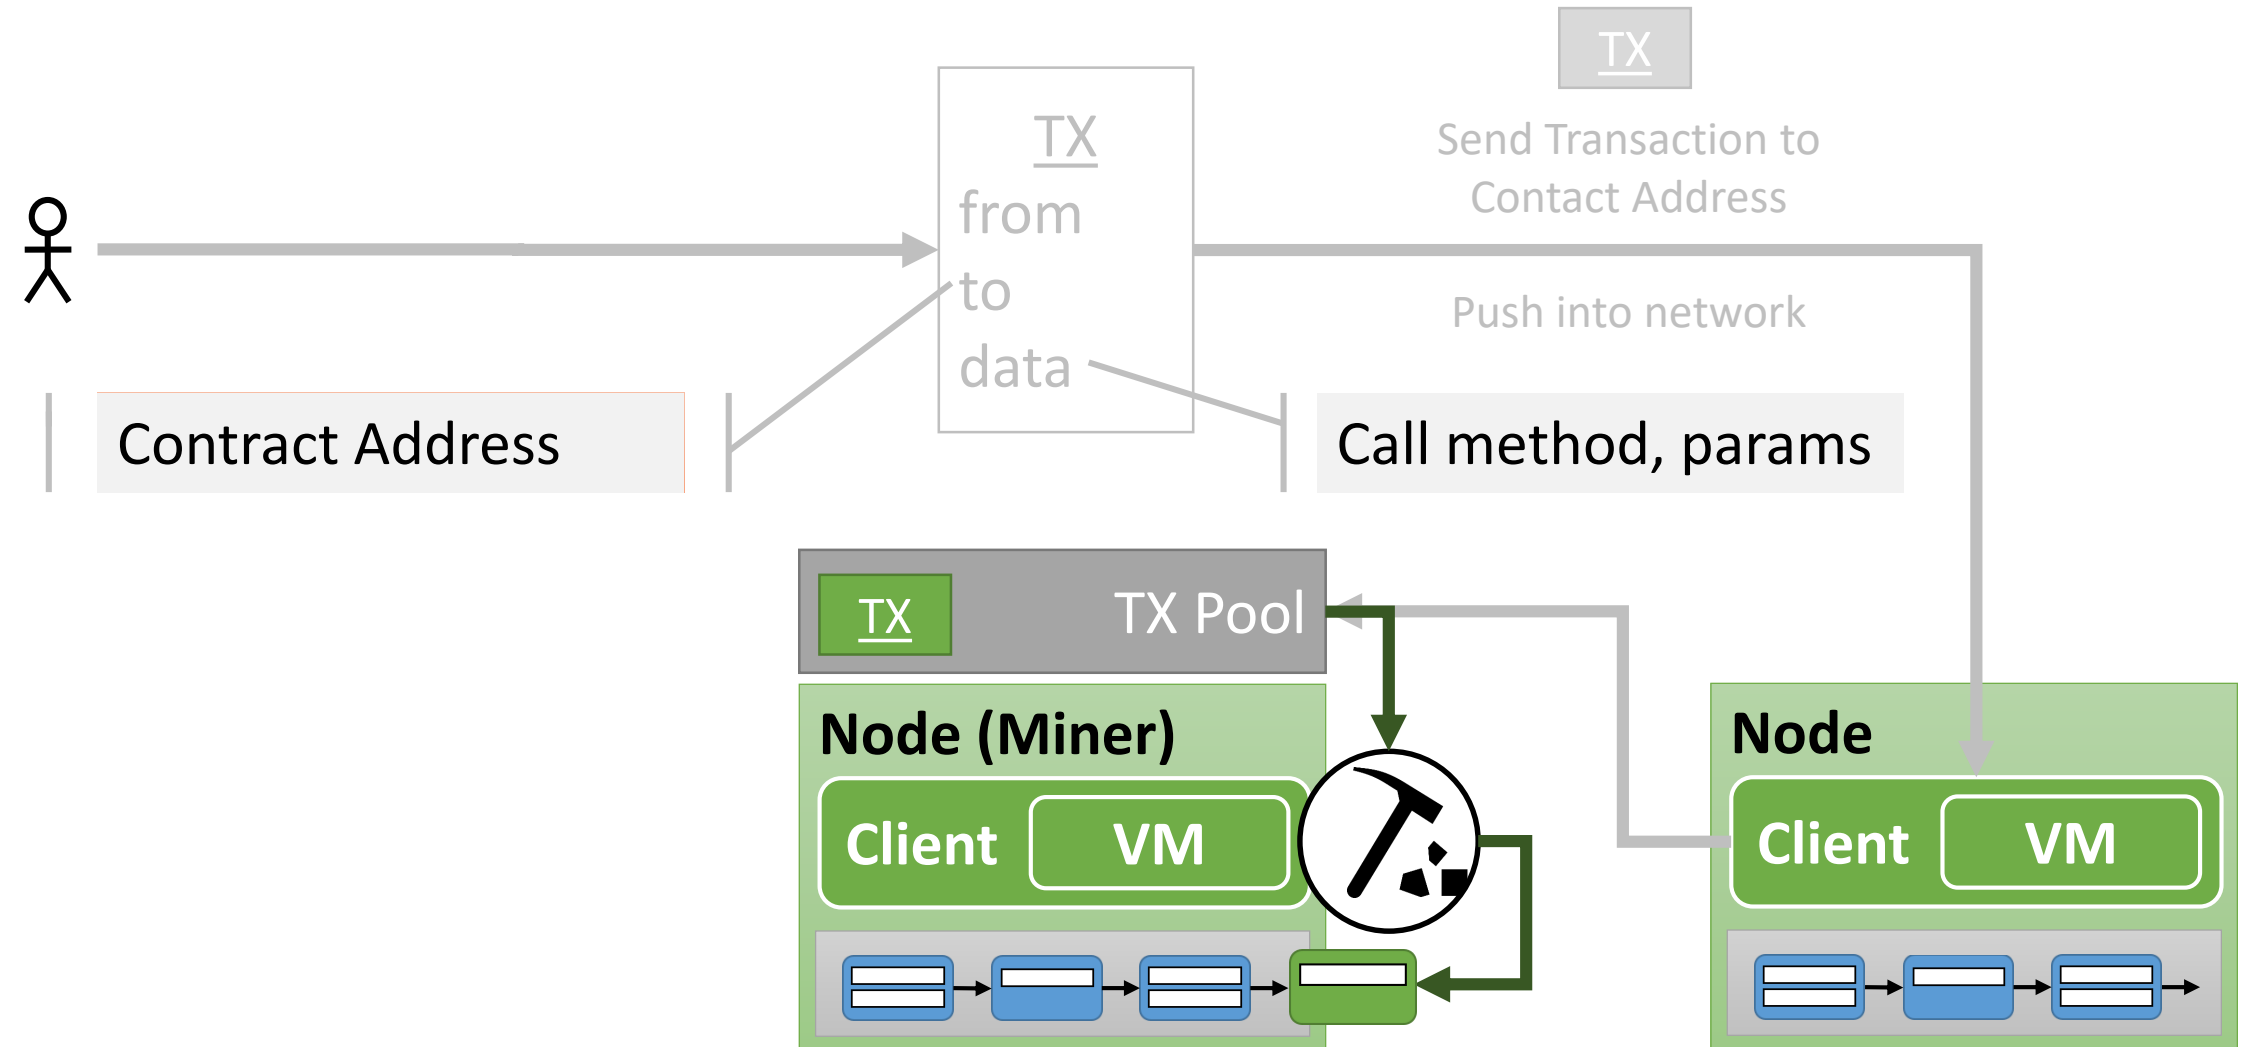 TX
Send Transaction to
Contact Address
TX
from
to
data
Push into network
Contract Address
Call method, params
TX
TX Pool
Node (Miner)
Client
VM
Node
Client
VM